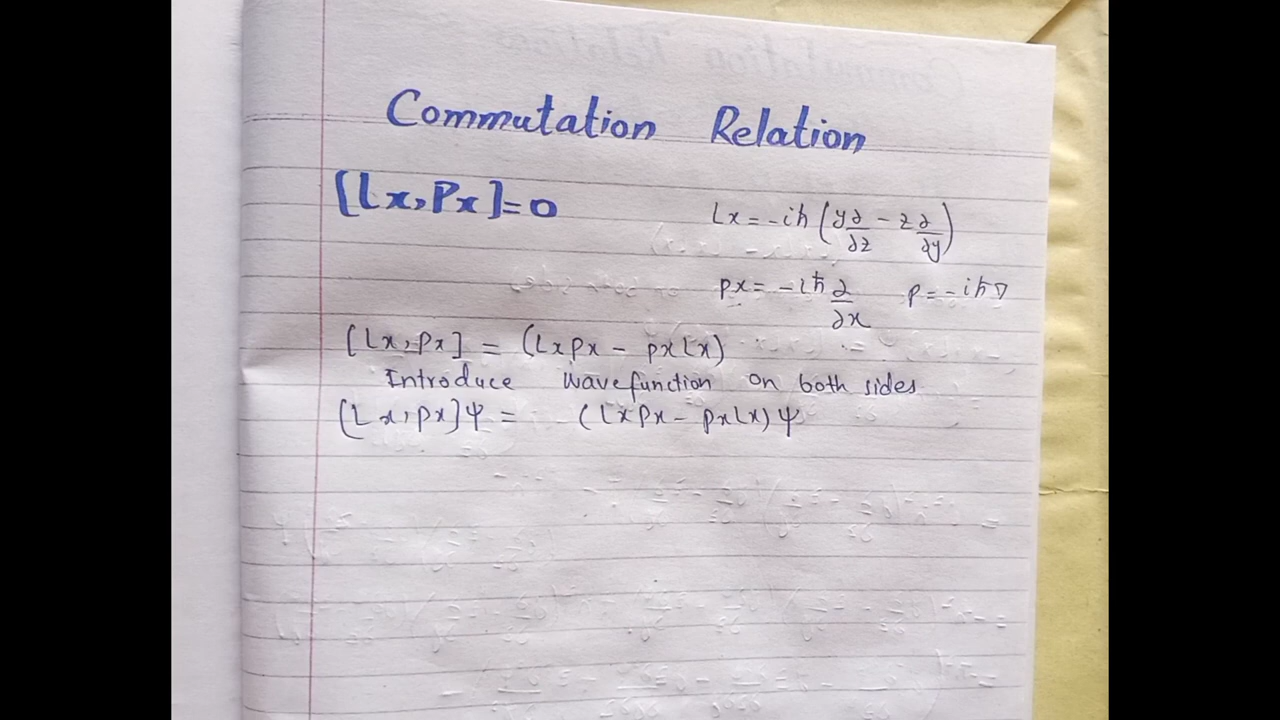 Commutation Relation
[Lx,Px]=0
Lx=-iħ(y∂/∂z - z∂/∂y)
px= -iħ ∂/∂x p=-iħ∇
[Lx,px] = (Lxpx - pxLx)
Introduce wavefunction on both sides
[Lx,px]ψ = (Lxpx - pxLx)ψ